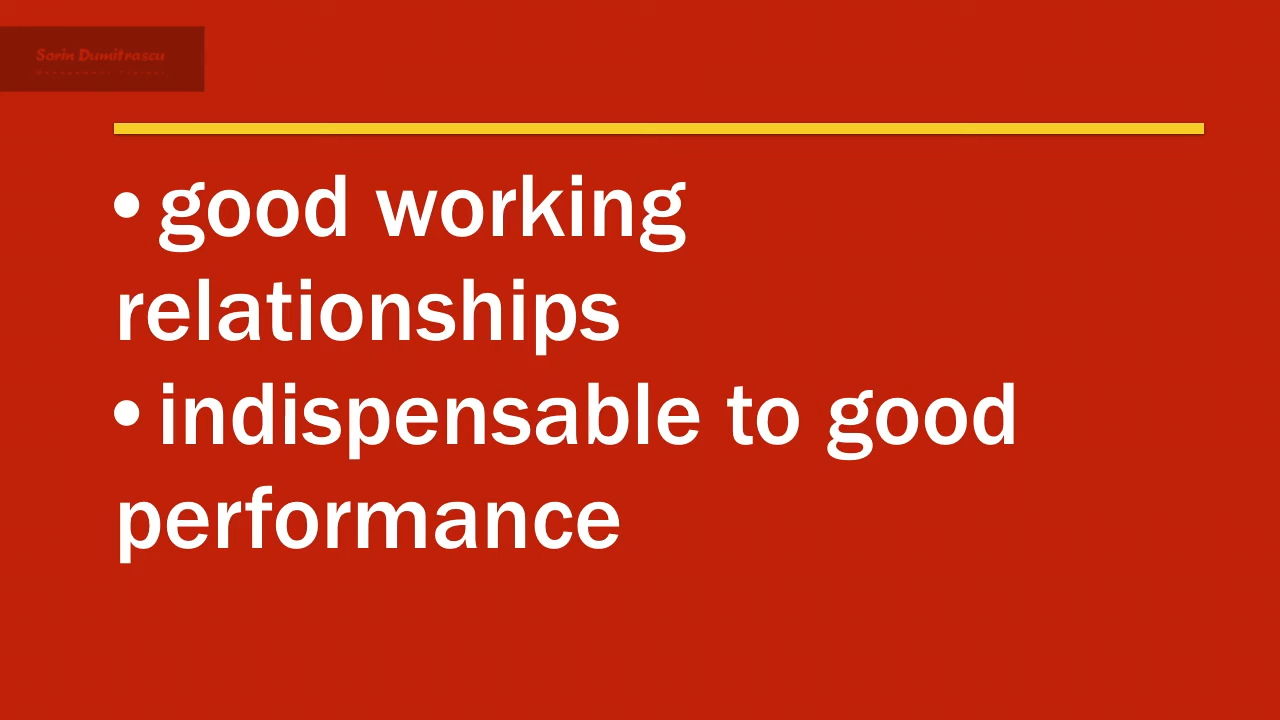 Sorin Dumitrascu
• good working
relationships
• indispensable to good
performance